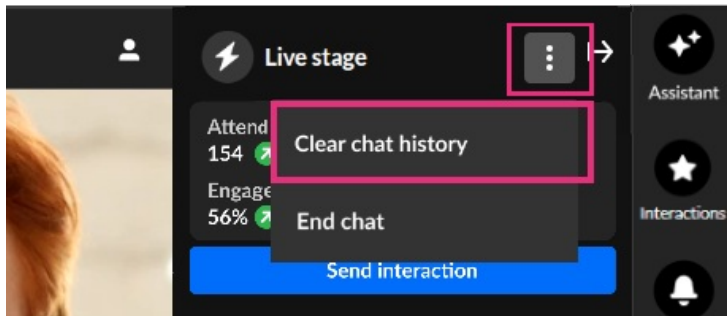 Live stage
Assistant
Attend
154
Clear chat history
Engage
56%
Interactions
End chat
Send interaction